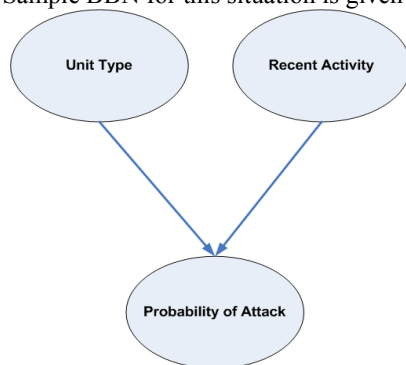 Sample BBN for this situation is given
Unit Type
Recent Activity
Probability of Attack